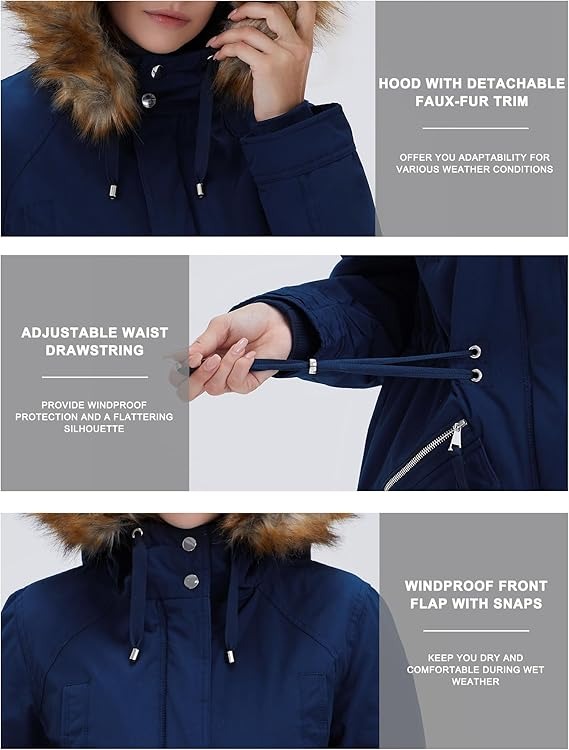 HOOD WITH DETACHABLE
FAUX-FUR TRIM
OFFER YOU ADAPTABILITY FOR
VARIOUS WEATHER CONDITIONS
ADJUSTABLE WAIST
DRAWSTRING
PROVIDE WINDPROOF
PROTECTION AND A FLATTERING
SILHOUETTE
WINDPROOF FRONT
FLAP WITH SNAPS
KEEP YOU DRY AND
COMFORTABLE DURING WET
WEATHER